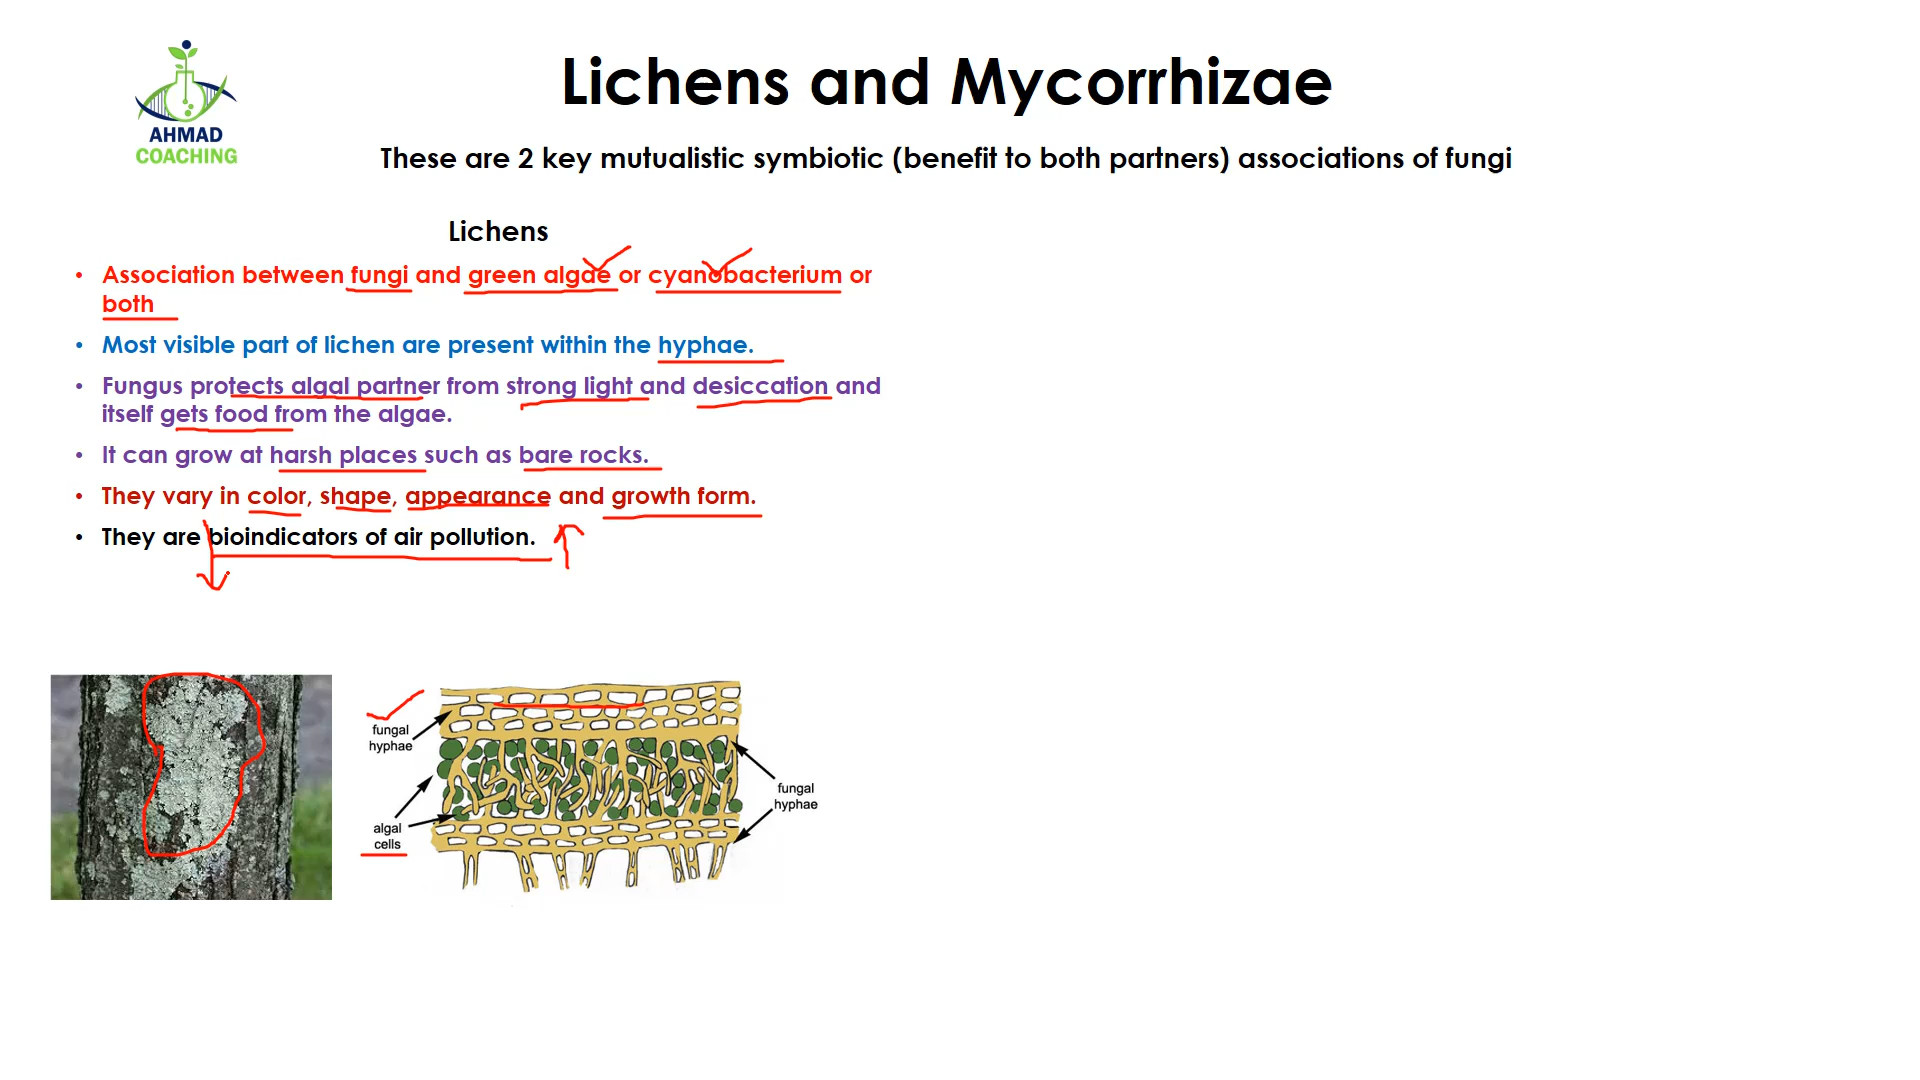 AHMAD
COACHING
Lichens and Mycorrhizae
These are 2 key mutualistic symbiotic (benefit to both partners) associations of fungi
Lichens
• Association between fungi and green algae or cyanobacterium or
both
• Most visible part of lichen are present within the hyphae.
• Fungus protects algal partner from strong light and desiccation and
itself gets food from the algae.
• It can grow at harsh places such as bare rocks.
• They vary in color, shape, appearance and growth form.
• They are bioindicators of air pollution.
fungal
hyphae
algal
cells
fungal
hyphae